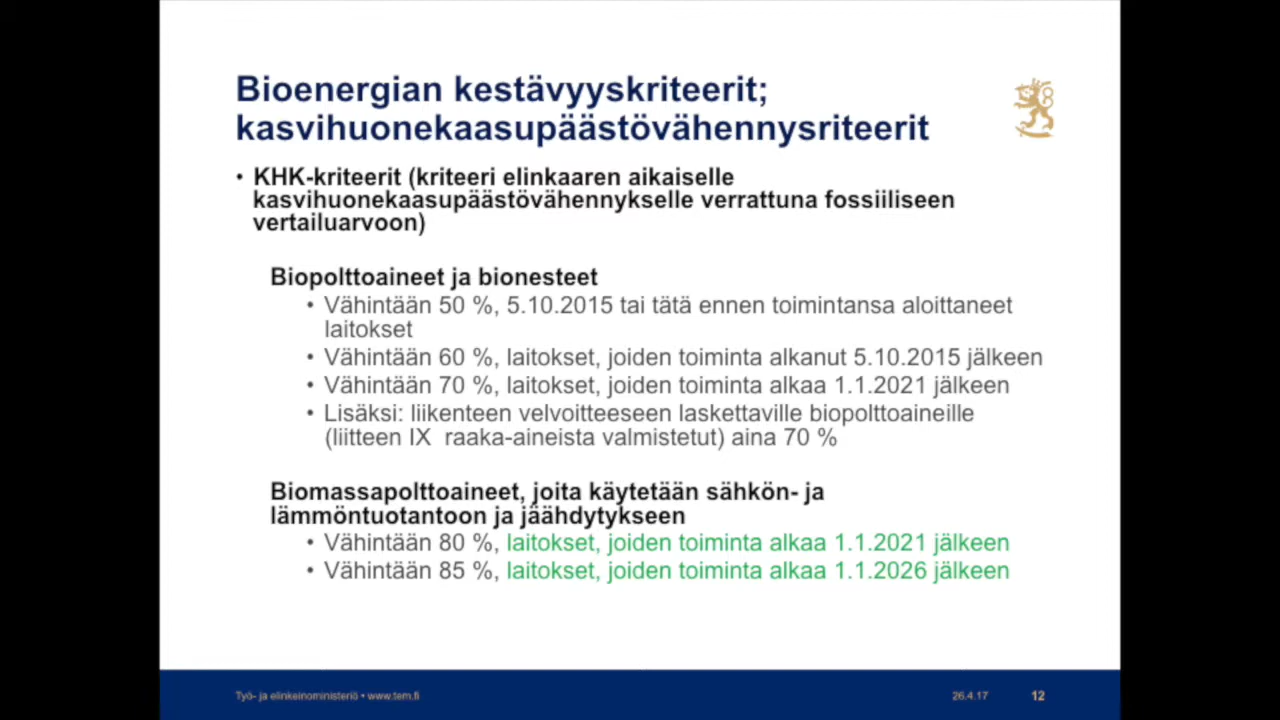 Bioenergian kestävyyskriteerit;
kasvihuonekaasupäästövähennysriteerit
• KHK-kriteerit (kriteeri elinkaaren aikaiselle
kasvihuonekaasupäästövähennykselle verrattuna fossiiliseen
vertailuarvoon)
Biopolttoaineet ja bionesteet
• Vähintään 50 %, 5.10.2015 tai tätä ennen toimintansa aloittaneet
laitokset
• Vähintään 60 %, laitokset, joiden toiminta alkanut 5.10.2015 jälkeen
• Vähintään 70 %, laitokset, joiden toiminta alkaa 1.1.2021 jälkeen
• Lisäksi: liikenteen velvoitteeseen laskettaville biopolttoaineille
(liitteen IX raaka-aineista valmistetut) aina 70 %
Biomassapolttoaineet, joita käytetään sähkön- ja
lämmöntuotantoon ja jäähdytykseen
• Vähintään 80 %, laitokset, joiden toiminta alkaa 1.1.2021 jälkeen
• Vähintään 85 %, laitokset, joiden toiminta alkaa 1.1.2026 jälkeen
Työ- ja elinkeinoministeriö • www.tem.fi
26.4.17
12